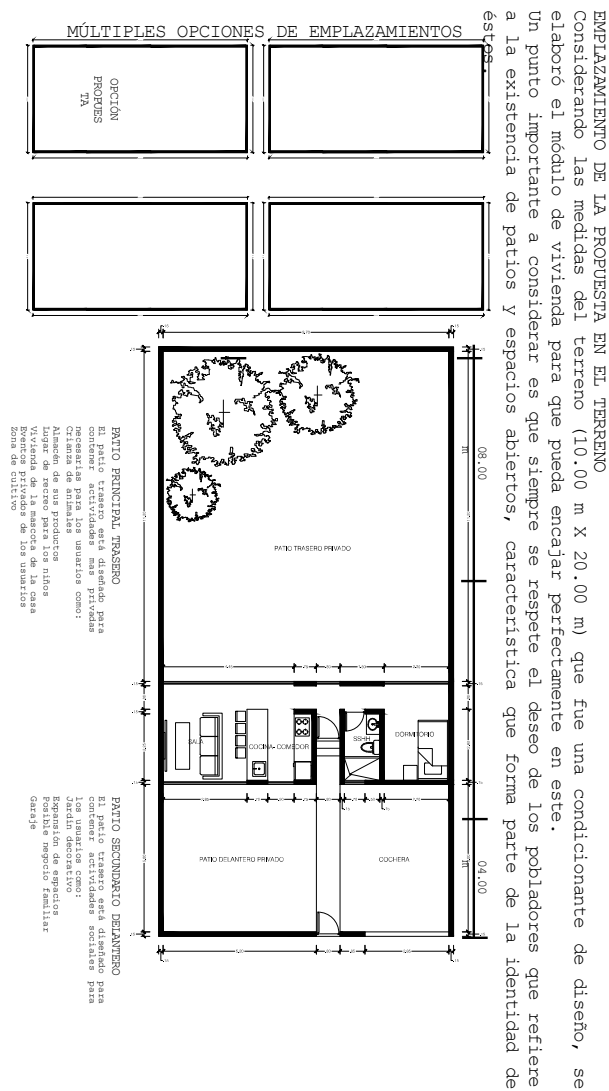 EMPLAZAMIENTO DE LA PROPUESTA EN EL TERRENO
Considerando las medidas del terreno (10.00 m X 20.00 m) que fue una condicionante de diseño, se
elaboró el módulo de vivienda para que pueda encajar perfectamente en este.
Un punto importante a considerar es que siempre se respete el deseo de los pobladores que refiere
a la existencia de patios y espacios abiertos, característica que forma parte de la identidad de
éstos.
MÚLTIPLES OPCIONES DE EMPLAZAMIENTOS
OPCIÓN
PROPUES
TA
08.00
m
04.00
m
PATIO TRASERO PRIVADO
SALA
COCINA- COMEDOR
SSHH
DORMITORIO
PATIO DELANTERO PRIVADO
COCHERA
PATIO PRINCIPAL TRASERO
El patio trasero está diseñado para
contener actividades mas privadas
necesarias para los usuarios como:
Crianza de animales
Almacén de sus productos
Lugar de recreo para los niños
Vivienda de la mascota de la casa
Eventos privados de los usuarios
Zona de cultivo
PATIO SECUNDARIO DELANTERO
El patio trasero está diseñado para
contener actividades sociales para
los usuarios como:
Jardín decorativo
Expansión de espacios
Posible negocio familiar
Garaje